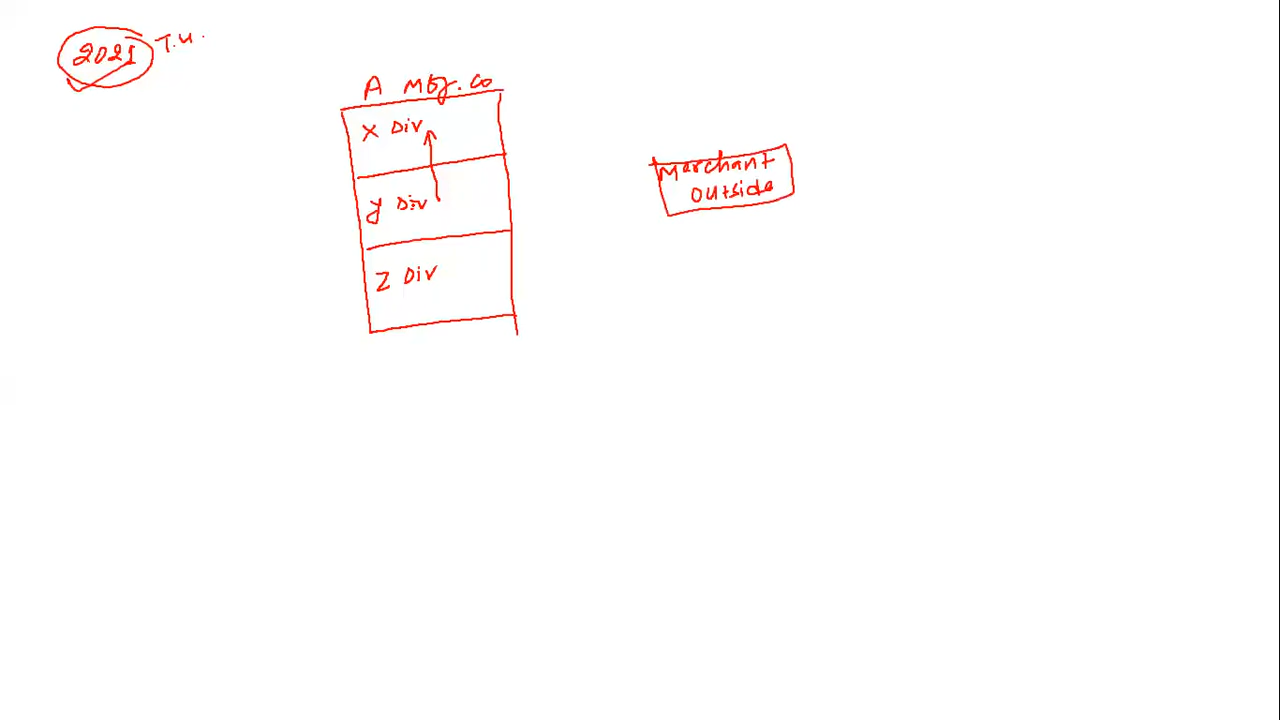 2021 T.U.
A Mfg. Co
X Div
Y Div
Z Div
Merchant
outside